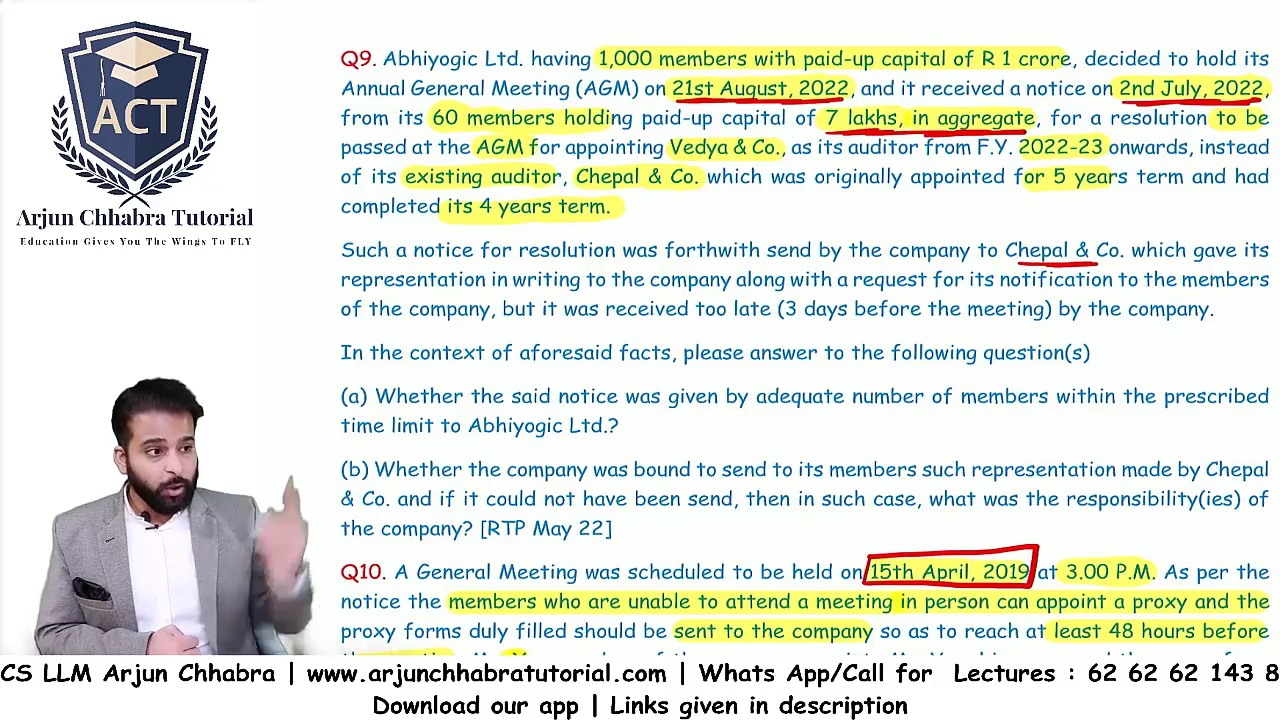 ACT
Arjun Chhabra Tutorial
Education Gives You The Wings To FLY
Q9. Abhiyogic Ltd. having 1,000 members with paid-up capital of R 1 crore, decided to hold its
Annual General Meeting (AGM) on 21st August, 2022, and it received a notice on 2nd July, 2022,
from its 60 members holding paid-up capital of 7 lakhs, in aggregate, for a resolution to be
passed at the AGM for appointing Vedya & Co., as its auditor from F.Y. 2022-23 onwards, instead
of its existing auditor, Chepal & Co. which was originally appointed for 5 years term and had
completed its 4 years term.
Such a notice for resolution was forthwith send by the company to Chepal & Co. which gave its
representation in writing to the company along with a request for its notification to the members
of the company, but it was received too late (3 days before the meeting) by the company.
In the context of aforesaid facts, please answer to the following question(s)
(a) Whether the said notice was given by adequate number of members within the prescribed
time limit to Abhiyogic Ltd.?
(b) Whether the company was bound to send to its members such representation made by Chepal
& Co. and if it could not have been send, then in such case, what was the responsibility(ies) of
the company? [RTP May 22]
Q10. A General Meeting was scheduled to be held on 15th April, 2019 at 3.00 P.M. As per the
notice the members who are unable to attend a meeting in person can appoint a proxy and the
proxy forms duly filled should be sent to the company so as to reach at least 48 hours before
CS LLM Arjun Chhabra | www.arjunchhabratutorial.com | Whats App/Call for Lectures : 62 62 62 143 8
Download our app | Links given in description